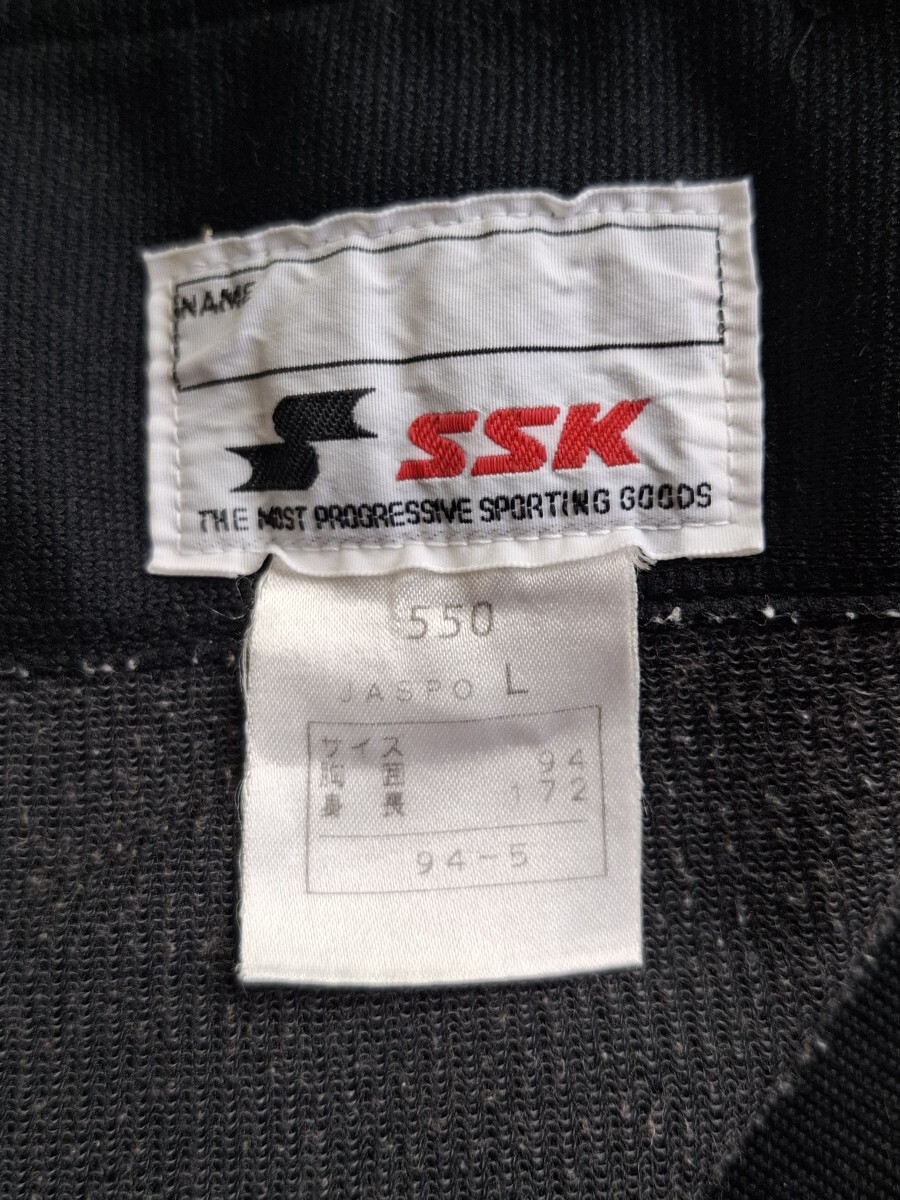 NAME
SSK
THE MOST PROGRESSIVE SPORTING GOODS
550
JASPO L
サイズ
胸囲 94
身長 172
94-5